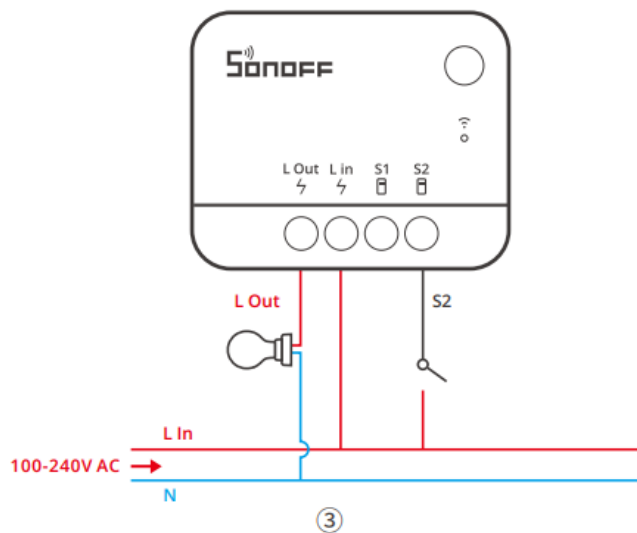 SONOFF
L Out L in S1 S2
L Out
S2
L In
100-240V AC
N
③